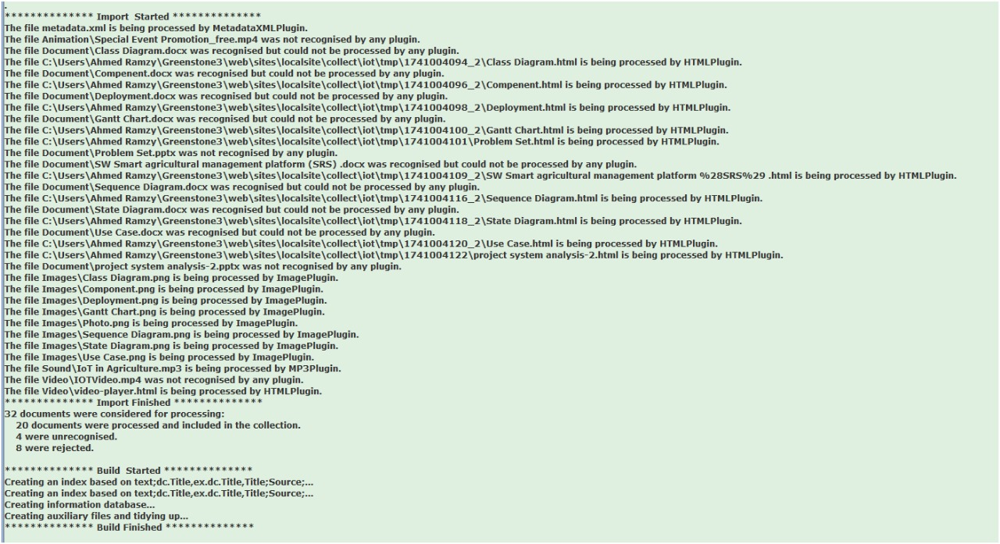 .
************** Import  Started **************
The file metadata.xml is being processed by MetadataXMLPlugin.
The file Animation\Special Event Promotion_free.mp4 was not recognised by any plugin.
The file Document\Class Diagram.docx was recognised but could not be processed by any plugin.
The file C:\Users\Ahmed Ramzy\Greenstone3\web\sites\localsite\collect\iot\tmp\1741004094_2\Class Diagram.html is being processed by HTMLPlugin.
The file Document\Compenent.docx was recognised but could not be processed by any plugin.
The file C:\Users\Ahmed Ramzy\Greenstone3\web\sites\localsite\collect\iot\tmp\1741004096_2\Compenent.html is being processed by HTMLPlugin.
The file Document\Deployment.docx was recognised but could not be processed by any plugin.
The file C:\Users\Ahmed Ramzy\Greenstone3\web\sites\localsite\collect\iot\tmp\1741004098_2\Deployment.html is being processed by HTMLPlugin.
The file Document\Gantt Chart.docx was recognised but could not be processed by any plugin.
The file C:\Users\Ahmed Ramzy\Greenstone3\web\sites\localsite\collect\iot\tmp\1741004100_2\Gantt Chart.html is being processed by HTMLPlugin.
The file C:\Users\Ahmed Ramzy\Greenstone3\web\sites\localsite\collect\iot\tmp\1741004101\Problem Set.html is being processed by HTMLPlugin.
The file Document\Problem Set.pptx was not recognised by any plugin.
The file Document\SW Smart agricultural management platform (SRS) .docx was recognised but could not be processed by any plugin.
The file C:\Users\Ahmed Ramzy\Greenstone3\web\sites\localsite\collect\iot\tmp\1741004109_2\SW Smart agricultural management platform %28SRS%29 .html is being processed by HTMLPlugin.
The file Document\Sequence Diagram.docx was recognised but could not be processed by any plugin.
The file C:\Users\Ahmed Ramzy\Greenstone3\web\sites\localsite\collect\iot\tmp\1741004116_2\Sequence Diagram.html is being processed by HTMLPlugin.
The file Document\State Diagram.docx was recognised but could not be processed by any plugin.
The file C:\Users\Ahmed Ramzy\Greenstone3\web\sites\localsite\collect\iot\tmp\1741004118_2\State Diagram.html is being processed by HTMLPlugin.
The file Document\Use Case.docx was recognised but could not be processed by any plugin.
The file C:\Users\Ahmed Ramzy\Greenstone3\web\sites\localsite\collect\iot\tmp\1741004120_2\Use Case.html is being processed by HTMLPlugin.
The file C:\Users\Ahmed Ramzy\Greenstone3\web\sites\localsite\collect\iot\tmp\1741004122\project system analysis-2.html is being processed by HTMLPlugin.
The file Document\project system analysis-2.pptx was not recognised by any plugin.
The file Images\Class Diagram.png is being processed by ImagePlugin.
The file Images\Component.png is being processed by ImagePlugin.
The file Images\Deployment.png is being processed by ImagePlugin.
The file Images\Gantt Chart.png is being processed by ImagePlugin.
The file Images\Photo.png is being processed by ImagePlugin.
The file Images\Sequence Diagram.png is being processed by ImagePlugin.
The file Images\State Diagram.png is being processed by ImagePlugin.
The file Images\Use Case.png is being processed by ImagePlugin.
The file Sound\IoT in Agriculture.mp3 is being processed by MP3Plugin.
The file Video\IOTVideo.mp4 was not recognised by any plugin.
The file Video\video-player.html is being processed by HTMLPlugin.
************** Import Finished **************
32 documents were considered for processing:
20 documents were processed and included in the collection.
4 were unrecognised.
8 were rejected.
************** Build  Started **************
Creating an index based on text;dc.Title,ex.dc.Title,Title;Source;...
Creating an index based on text;dc.Title,ex.dc.Title,Title;Source;...
Creating information database...
Creating auxiliary files and tidying up...
************** Build Finished **************